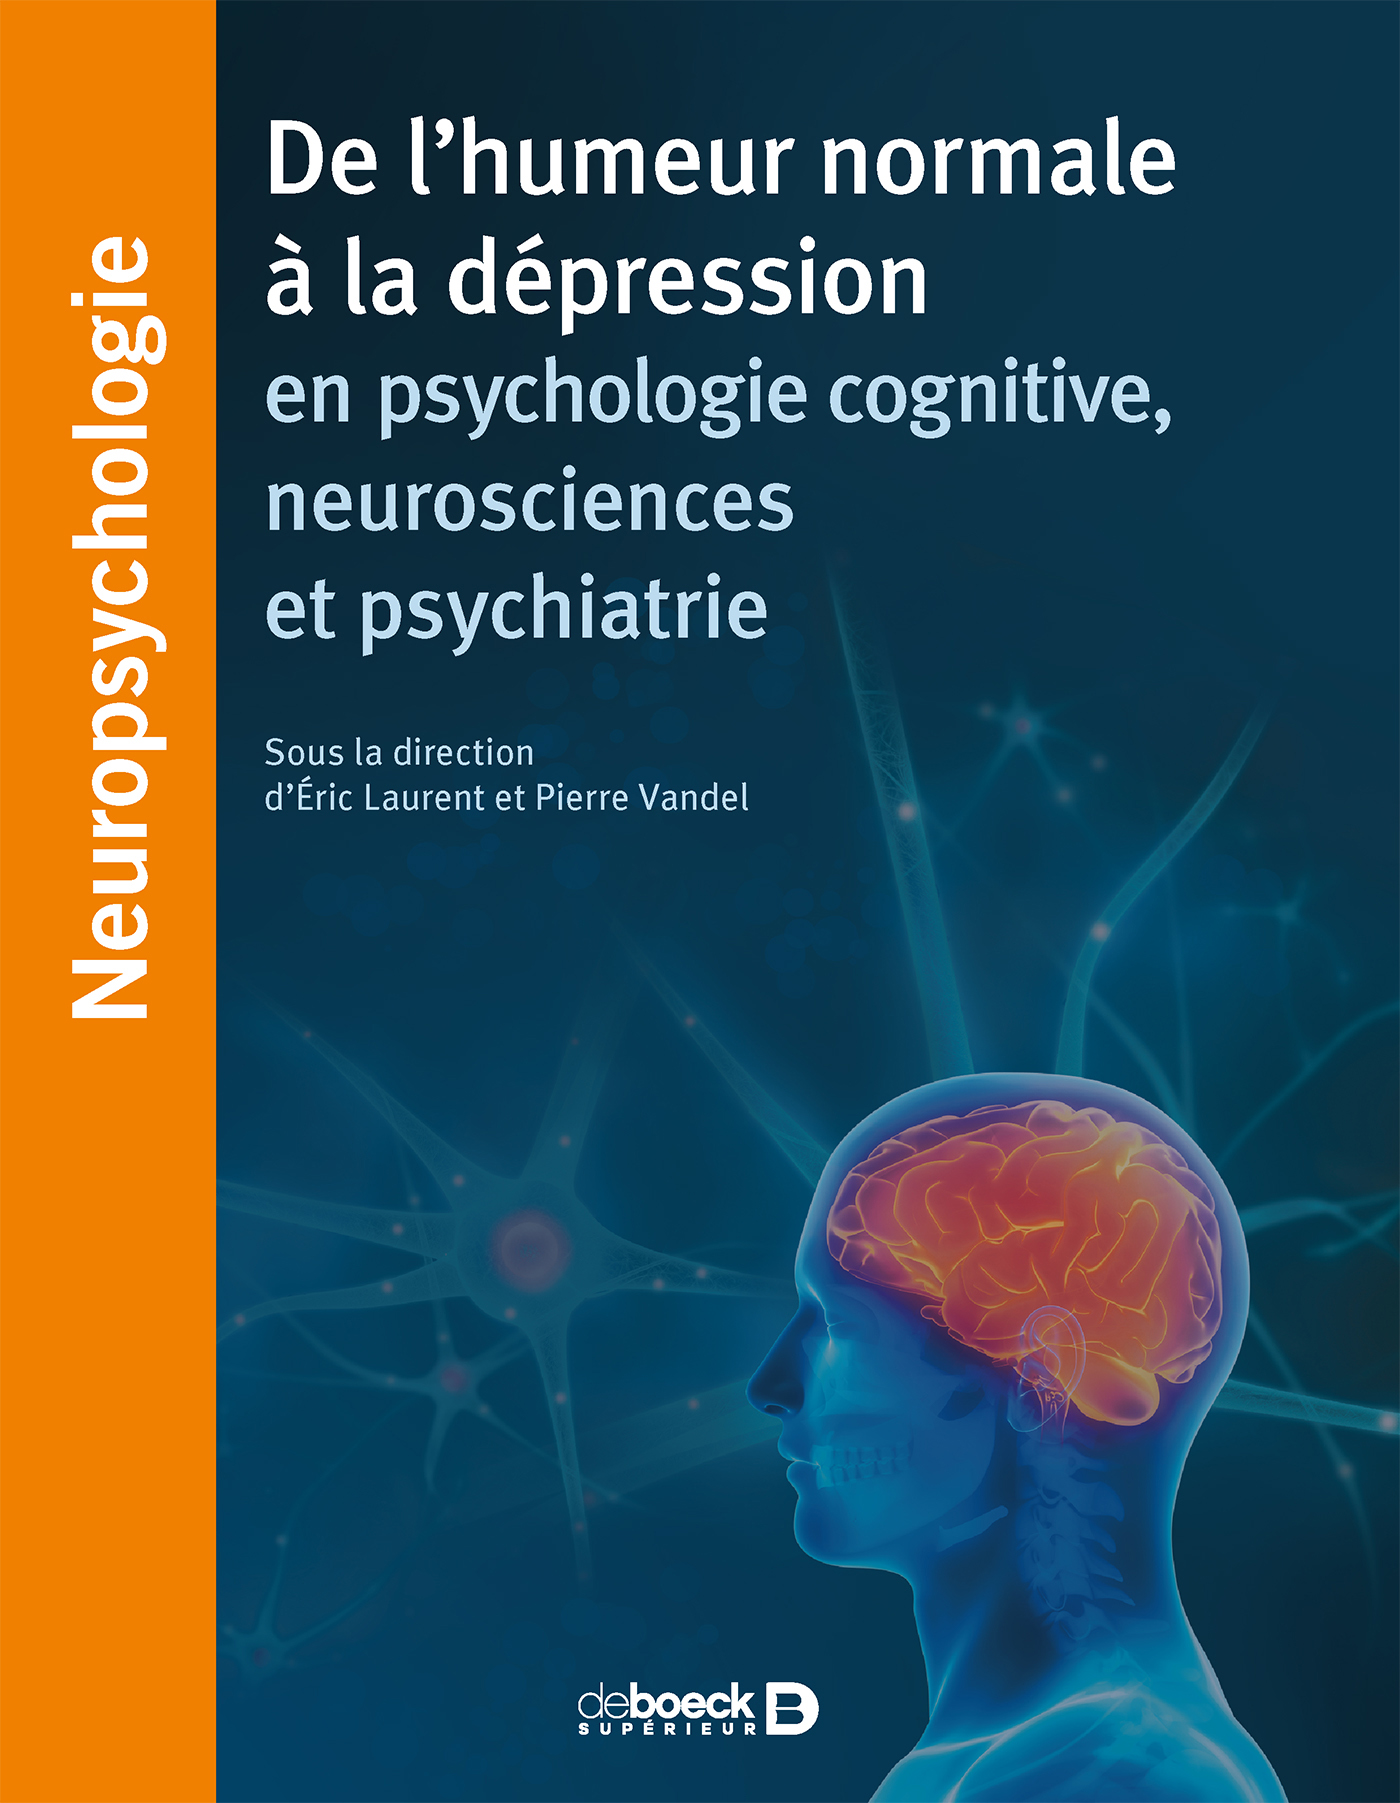 Neuropsychologie
De l’humeur normale
à la dépression
en psychologie cognitive,
neurosciences
et psychiatrie
Sous la direction
d’Éric Laurent et Pierre Vandel
deboeck B
SUPÉRIEUR